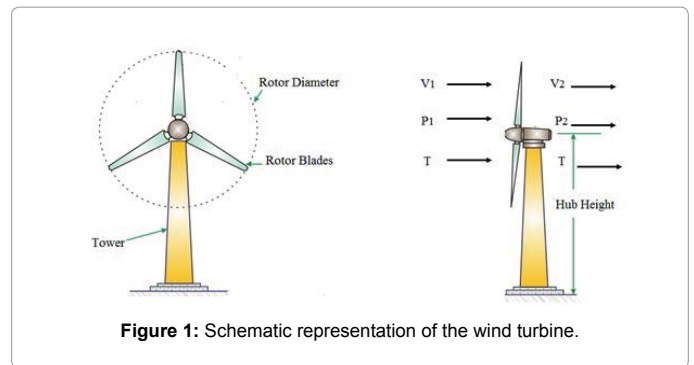 Rotor Diameter
Rotor Blades
Tower
V1
V2
P1
P2
T
T
Hub Height
Figure 1: Schematic representation of the wind turbine.